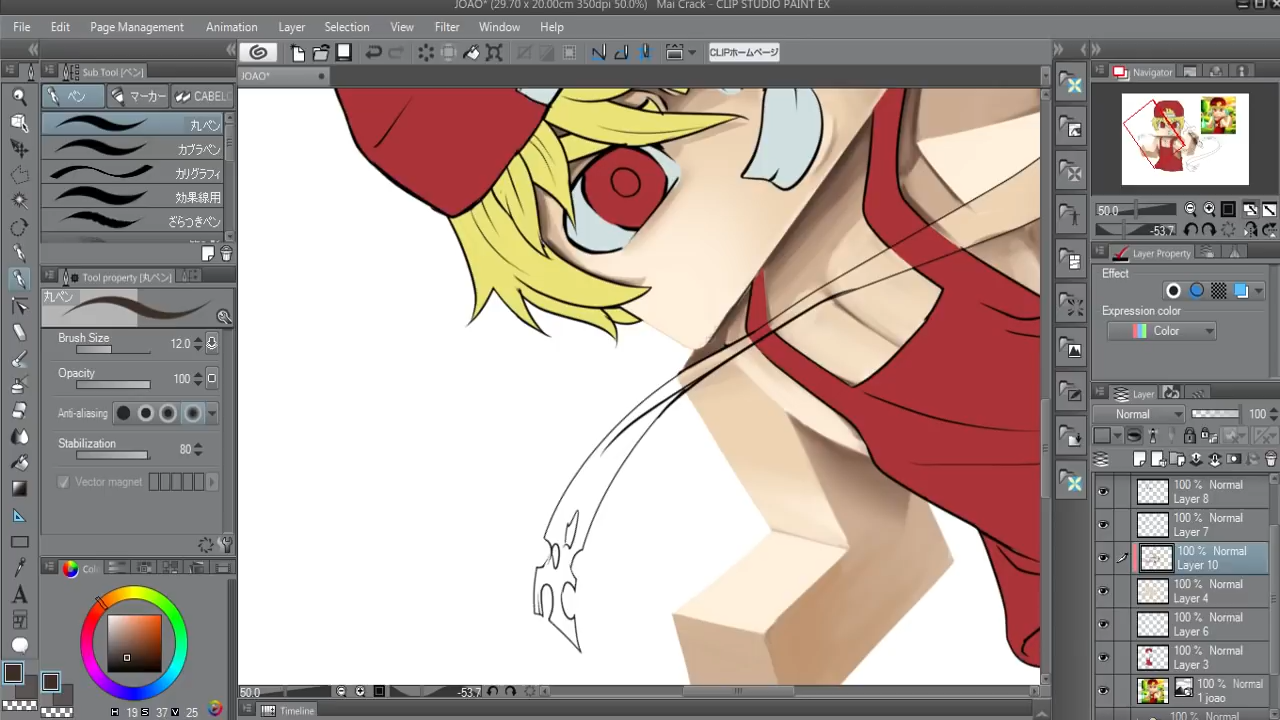 JOAO* (29.70 x 20.00cm 350dpi 50.0%)  Mai Crack - CLIP STUDIO PAINT EX
File Edit Page Management Animation Layer Selection View Filter Window Help
CLIPホームページ
Sub Tool [ペン]
JOAO*
Navigator
ペン マーカー CABELO
丸ペン
カブラペン
カリグラフィ
効果線用
ざらつきペン
50.0
-53.7
Tool property [丸ペン]
Layer Property
丸ペン
Effect
Brush Size 12.0
Expression color
Color
Opacity 100
Anti-aliasing
Layer
Stabilization 80
Normal 100
Vector magnet
100 % Normal
Layer 8
100 % Normal
Layer 7
100 % Normal
Layer 10
100 % Normal
Layer 4
100 % Normal
Layer 6
100 % Normal
Layer 3
100 % Normal
1 joao
50.0 -53.7
H 19 S 37 V 25
Timeline